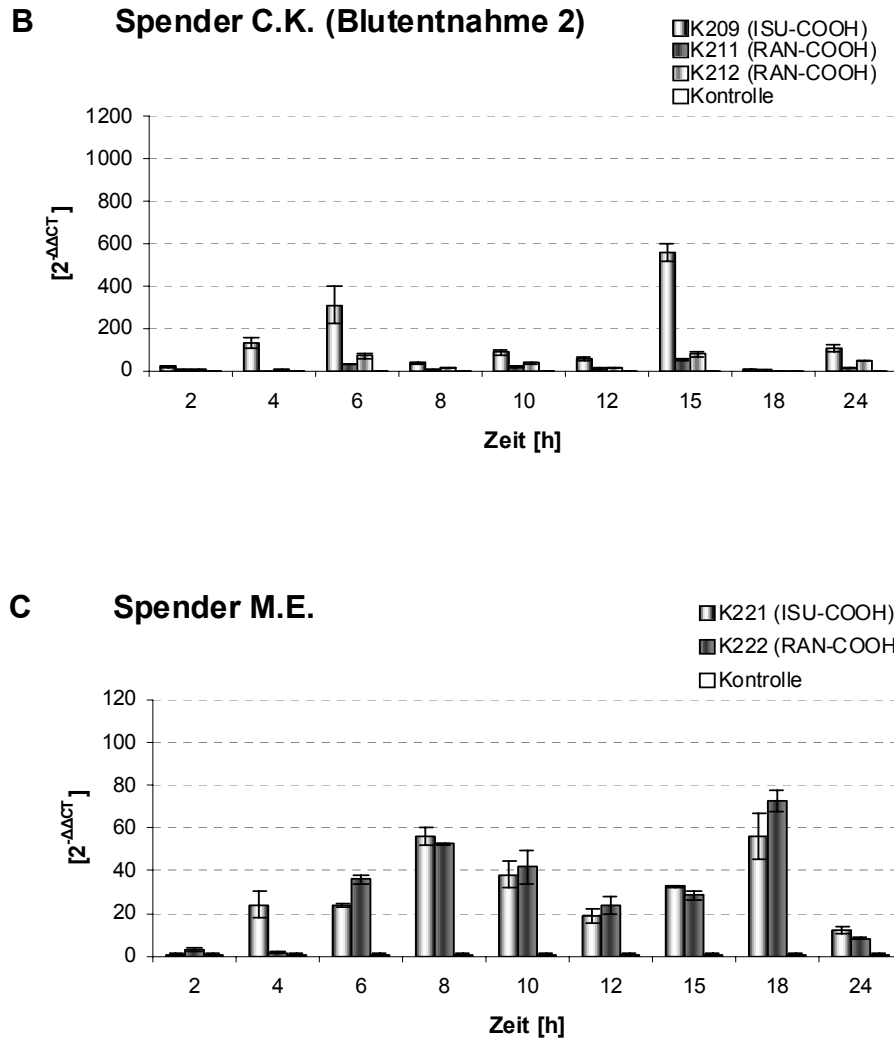 B Spender C.K. (Blutentnahme 2)
K209 (ISU-COOH)
K211 (RAN-COOH)
K212 (RAN-COOH)
Kontrolle
1200
1000
800
600
400
200
0
[2^-ΔΔCT]
2 4 6 8 10 12 15 18 24
Zeit [h]
C Spender M.E.
K221 (ISU-COOH)
K222 (RAN-COOH
Kontrolle
120
100
80
60
40
20
0
[2^-ΔΔCT]
2 4 6 8 10 12 15 18 24
Zeit [h]